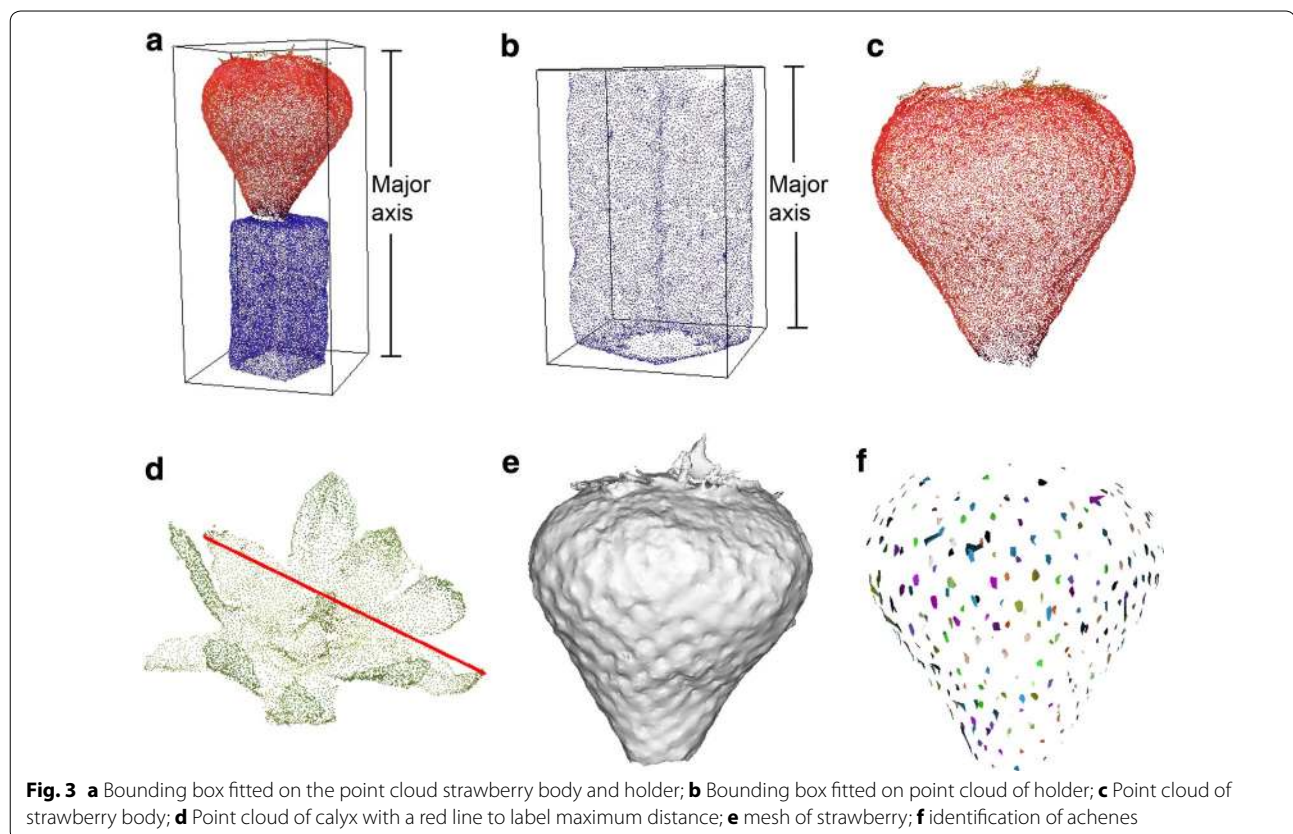 a
b
c
Major
axis
Major
axis
d
e
f
Fig. 3 a Bounding box fitted on the point cloud strawberry body and holder; b Bounding box fitted on point cloud of holder; c Point cloud of
strawberry body; d Point cloud of calyx with a red line to label maximum distance; e mesh of strawberry; f identification of achenes